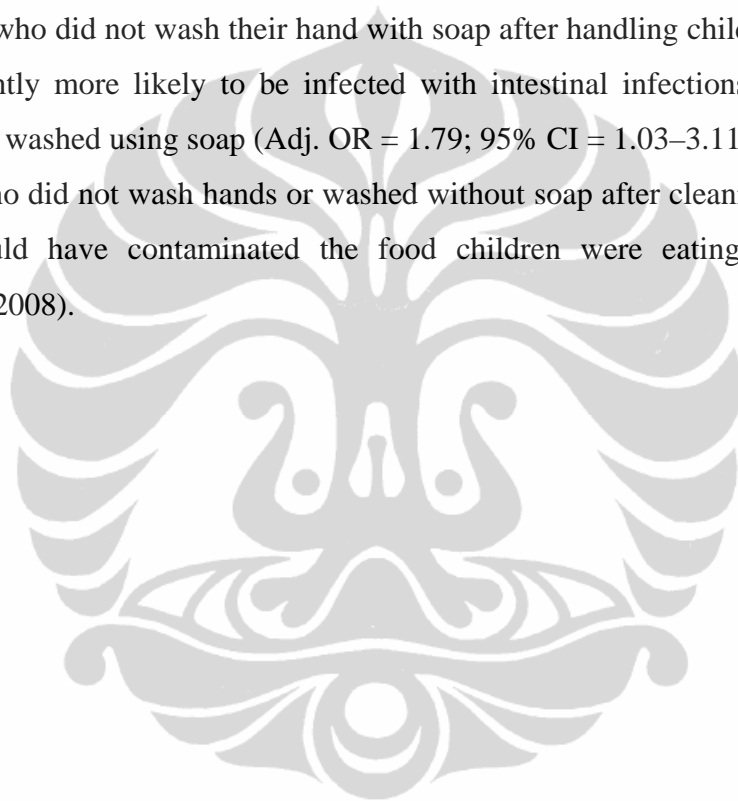 who did not wash their hand with soap after handling chil
ntly more likely to be infected with intestinal infections
washed using soap (Adj. OR = 1.79; 95% CI = 1.03–3.11
o did not wash hands or washed without soap after clean
uld have contaminated the food children were eating
2008).